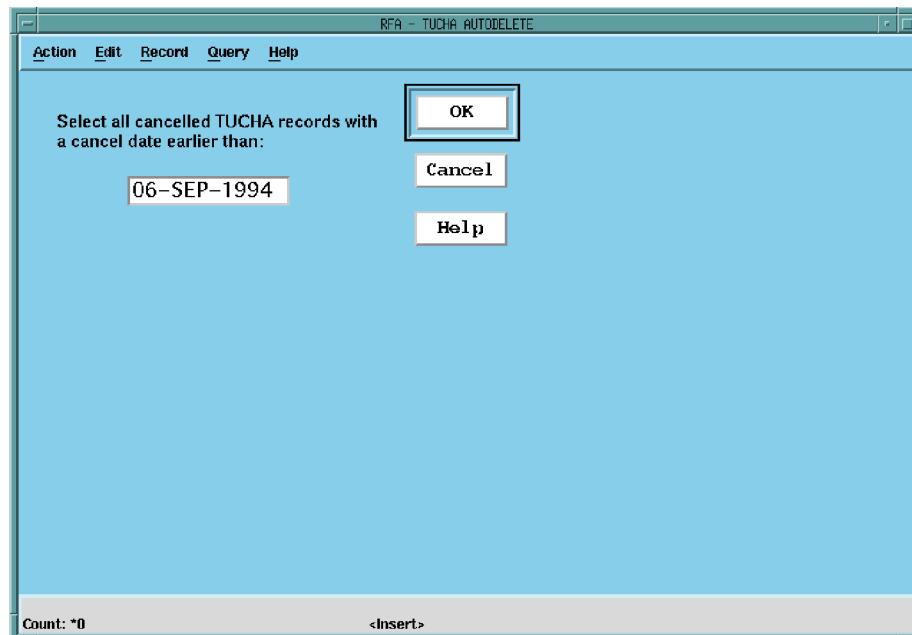 RFA - TUCHA AUTODELETE
Action Edit Record Query Help
Select all cancelled TUCHA records with
a cancel date earlier than:
06-SEP-1994
OK
Cancel
Help
Count: *0 <Insert>